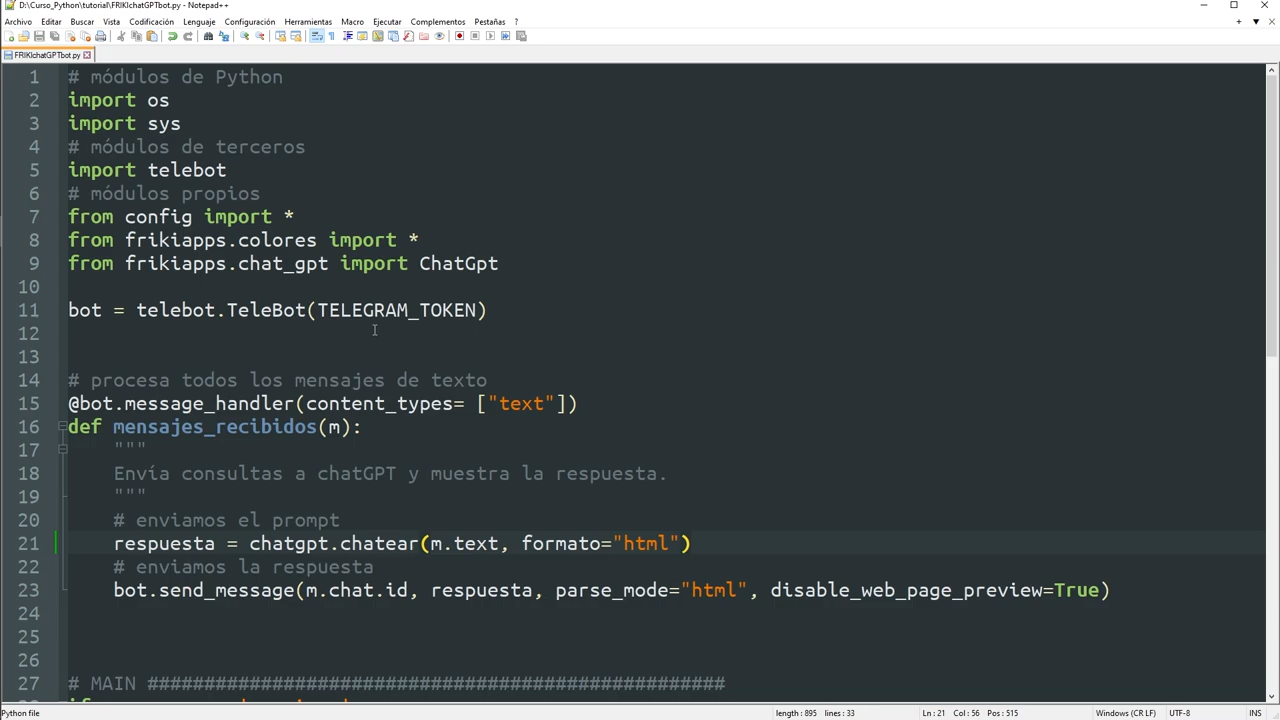 D:\Curso_Python\tutorial\FRIKIchatGPTbot.py - Notepad++
Archivo Editar Buscar Vista Codificación Lenguaje Configuración Herramientas Macro Ejecutar Complementos Pestañas ?
FRIKIchatGPTbot.py
1 # módulos de Python
2 import os
3 import sys
4 # módulos de terceros
5 import telebot
6 # módulos propios
7 from config import *
8 from frikiapps.colores import *
9 from frikiapps.chat_gpt import ChatGpt
10
11 bot = telebot.TeleBot(TELEGRAM_TOKEN)
12
13
14 # procesa todos los mensajes de texto
15 @bot.message_handler(content_types= ["text"])
16 def mensajes_recibidos(m):
17 """
18 Envía consultas a chatGPT y muestra la respuesta.
19 """
20 # enviamos el prompt
21 respuesta = chatgpt.chatear(m.text, formato="html")
22 # enviamos la respuesta
23 bot.send_message(m.chat.id, respuesta, parse_mode="html", disable_web_page_preview=True)
24
25
26
27 # MAIN ###################################################
Python file length : 895 lines : 33 Ln : 21 Col : 56 Pos : 515 Windows (CR LF) UTF-8 INS